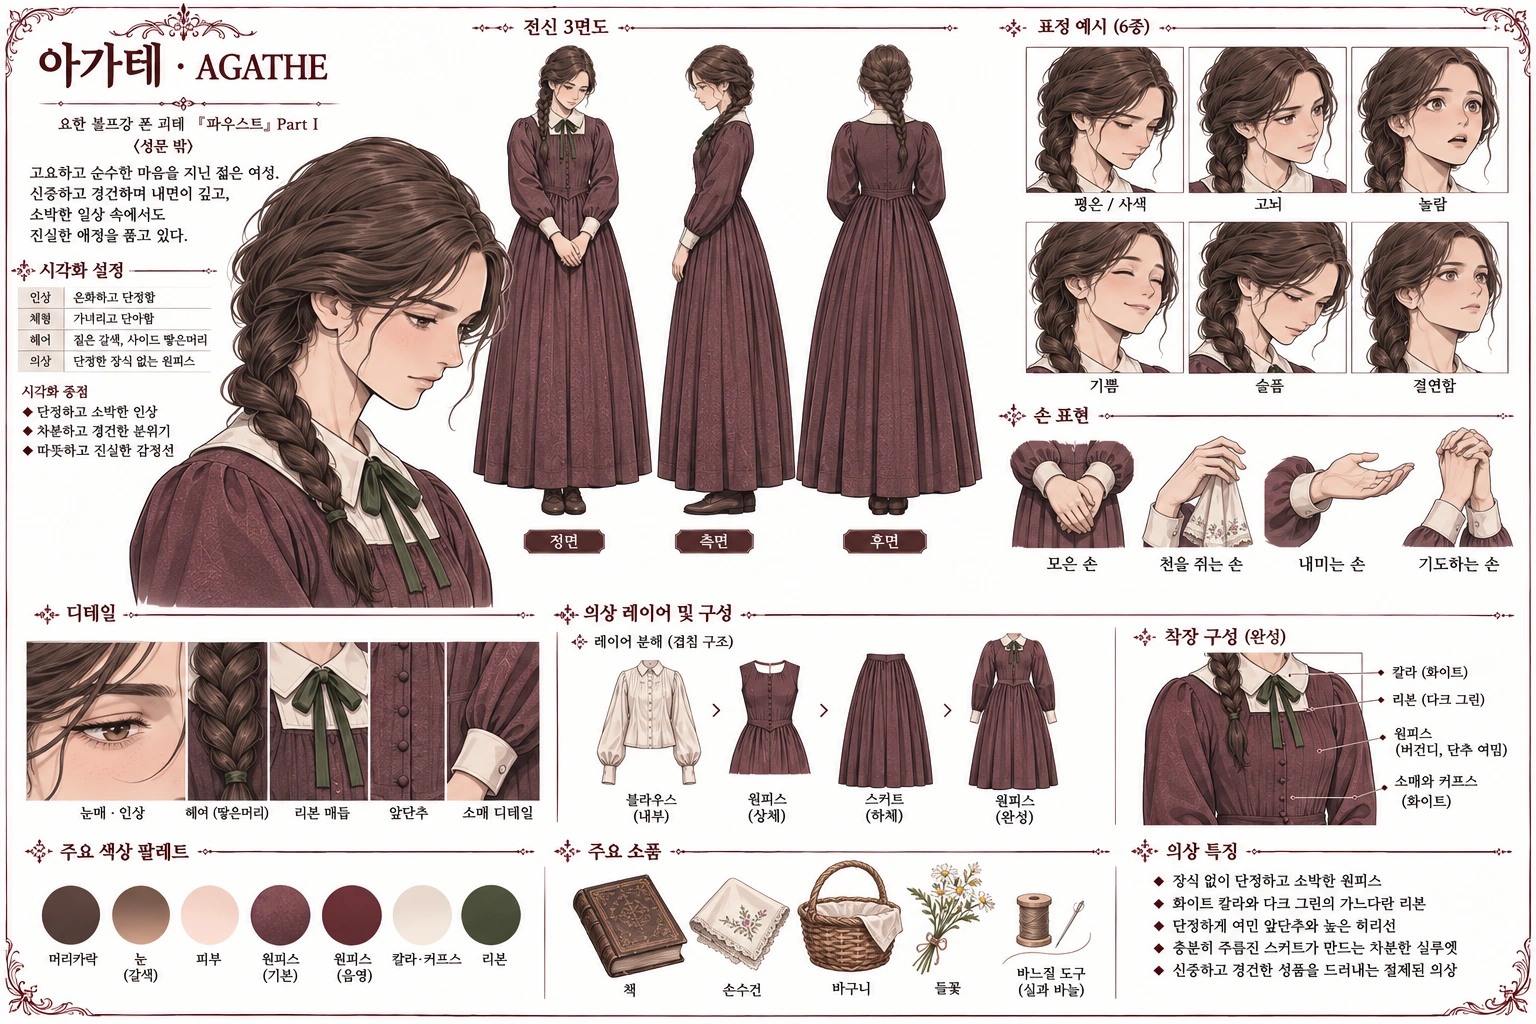 아가테 · AGATHE
요한 볼프강 폰 괴테 『파우스트』 Part I
〈성문 밖〉
고요하고 순수한 마음을 지닌 젊은 여성.
신중하고 경건하며 내면이 깊고,
소박한 일상 속에서도
진실한 애정을 품고 있다.
시각화 설정
인상 온화하고 단정함
체형 가녀리고 단아함
헤어 짙은 갈색, 사이드 땋은머리
의상 단정한 장식 없는 원피스
시각화 중점
◆ 단정하고 소박한 인상
◆ 차분하고 경건한 분위기
◆ 따뜻하고 진실한 감정선
전신 3면도
정면
측면
후면
표정 예시 (6종)
평온 / 사색
고뇌
놀람
기쁨
슬픔
결연함
손 표현
모은 손
천을 쥐는 손
내미는 손
기도하는 손
디테일
눈매 · 인상
헤어 (땋은머리)
리본 매듭
앞단추
소매 디테일
의상 레이어 및 구성
레이어 분해 (겹침 구조)
블라우스
(내부)
원피스
(상체)
스커트
(하체)
원피스
(완성)
착장 구성 (완성)
칼라 (화이트)
리본 (다크 그린)
원피스
(버건디, 단추 여밈)
소매와 커프스
(화이트)
주요 색상 팔레트
머리카락
눈
(갈색)
피부
원피스
(기본)
원피스
(음영)
칼라·커프스
리본
주요 소품
책
손수건
바구니
들꽃
바느질 도구
(실과 바늘)
의상 특징
◆ 장식 없이 단정하고 소박한 원피스
◆ 화이트 칼라와 다크 그린의 가느다란 리본
◆ 단정하게 여민 앞단추와 높은 허리선
◆ 충분히 주름진 스커트가 만드는 차분한 실루엣
◆ 신중하고 경건한 성품을 드러내는 절제된 의상